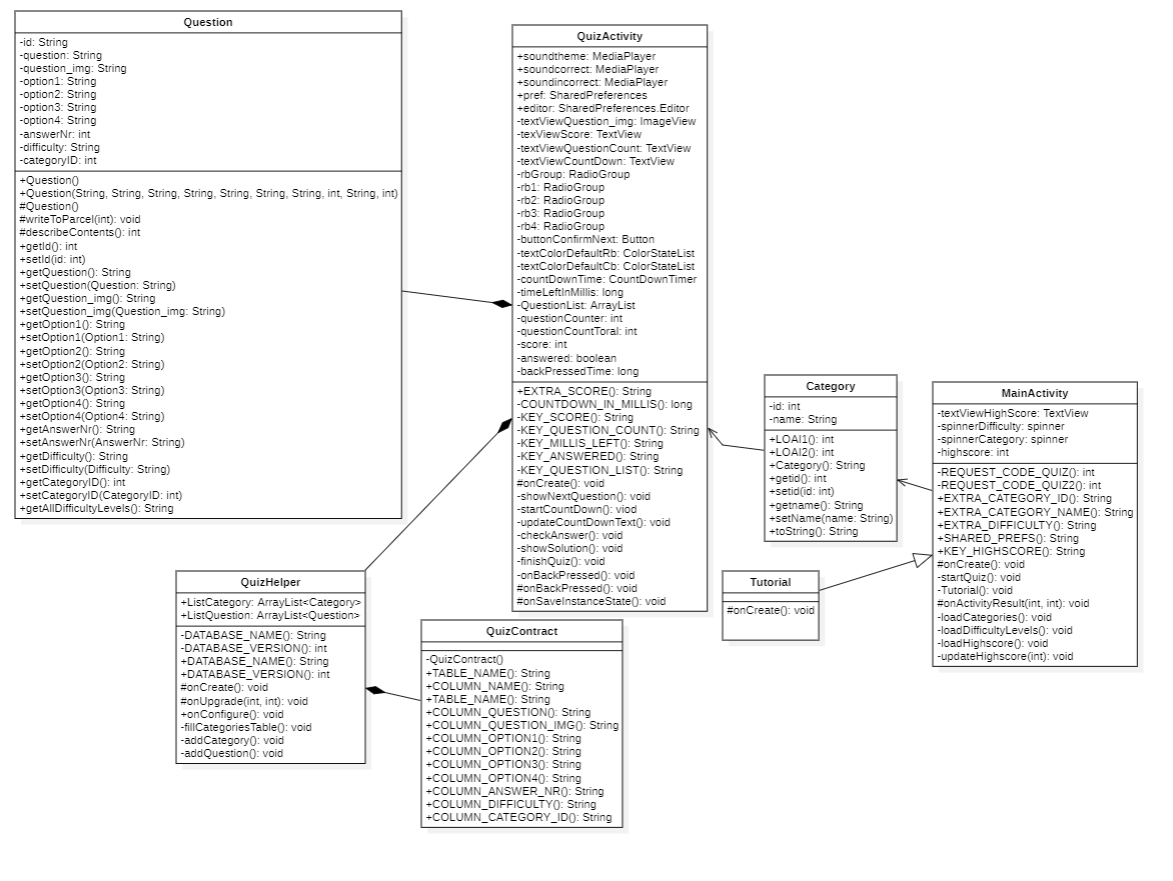 Question
-id: String
-question: String
-question_img: String
-option1: String
-option2: String
-option3: String
-option4: String
-answerNr: int
-difficulty: String
-categoryID: int
+Question()
+Question(String, String, String, String, String, String, String, int, String, int)
#Question()
#writeToParcel(int): void
#describeContents(): int
+getId(): int
+setId(id: int)
+getQuestion(): String
+setQuestion(Question: String)
+getQuestion_img(): String
+setQuestion_img(Question_img: String)
+getOption1(): String
+setOption1(Option1: String)
+getOption2(): String
+setOption2(Option2: String)
+getOption3(): String
+setOption3(Option3: String)
+getOption4(): String
+setOption4(Option4: String)
+getAnswerNr(): String
+setAnswerNr(AnswerNr: String)
+getDifficulty(): String
+setDifficulty(Difficulty: String)
+getCategoryID(): int
+setCategoryID(CategoryID: int)
+getAllDifficultyLevels(): String
QuizActivity
+soundtheme: MediaPlayer
+soundcorrect: MediaPlayer
+soundincorrect: MediaPlayer
+pref: SharedPreferences
+editor: SharedPreferences.Editor
-textViewQuestion_img: ImageView
-texViewScore: TextView
-textViewQuestionCount: TextView
-textViewCountDown: TextView
-rbGroup: RadioGroup
-rb1: RadioGroup
-rb2: RadioGroup
-rb3: RadioGroup
-rb4: RadioGroup
-buttonConfirmNext: Button
-textColorDefaultRb: ColorStateList
-textColorDefaultCb: ColorStateList
-countDownTime: CountDownTimer
-timeLeftInMillis: long
-QuestionList: ArrayList
-questionCounter: int
-questionCountToral: int
-score: int
-answered: boolean
-backPressedTime: long
+EXTRA_SCORE(): String
-COUNTDOWN_IN_MILLIS(): long
-KEY_SCORE(): String
-KEY_QUESTION_COUNT(): String
-KEY_MILLIS_LEFT(): String
-KEY_ANSWERED(): String
-KEY_QUESTION_LIST(): String
#onCreate(): void
-showNextQuestion(): void
-startCountDown(): viod
-updateCountDownText(): void
-checkAnswer(): void
-showSolution(): void
-finishQuiz(): void
-onBackPressed(): void
#onBackPressed(): void
#onSaveInstanceState(): void
Category
-id: int
-name: String
+LOAI1(): int
+LOAI2(): int
+Category(): String
+getid(): int
+setid(id: int)
+getname(): String
+setName(name: String)
+toString(): String
MainActivity
-textViewHighScore: TextView
-spinnerDifficulty: spinner
-spinnerCategory: spinner
-highscore: int
-REQUEST_CODE_QUIZ(): int
-REQUEST_CODE_QUIZ2(): int
+EXTRA_CATEGORY_ID(): String
+EXTRA_CATEGORY_NAME(): String
+EXTRA_DIFFICULTY(): String
+SHARED_PREFS(): String
+KEY_HIGHSCORE(): String
#onCreate(): void
-startQuiz(): void
-Tutorial(): void
#onActivityResult(int, int): void
-loadCategories(): void
-loadDifficultyLevels(): void
-loadHighscore(): void
-updateHighscore(int): void
Tutorial
#onCreate(): void
QuizHelper
+ListCategory: ArrayList<Category>
+ListQuestion: ArrayList<Question>
-DATABASE_NAME(): String
-DATABASE_VERSION(): int
+DATABASE_NAME(): String
+DATABASE_VERSION(): int
#onCreate(): void
#onUpgrade(int, int): void
+onConfigure(): void
-fillCategoriesTable(): void
-addCategory(): void
-addQuestion(): void
QuizContract
-QuizContract()
+TABLE_NAME(): String
+COLUMN_NAME(): String
+TABLE_NAME(): String
+COLUMN_QUESTION(): String
+COLUMN_QUESTION_IMG(): String
+COLUMN_OPTION1(): String
+COLUMN_OPTION2(): String
+COLUMN_OPTION3(): String
+COLUMN_OPTION4(): String
+COLUMN_ANSWER_NR(): String
+COLUMN_DIFFICULTY(): String
+COLUMN_CATEGORY_ID(): String